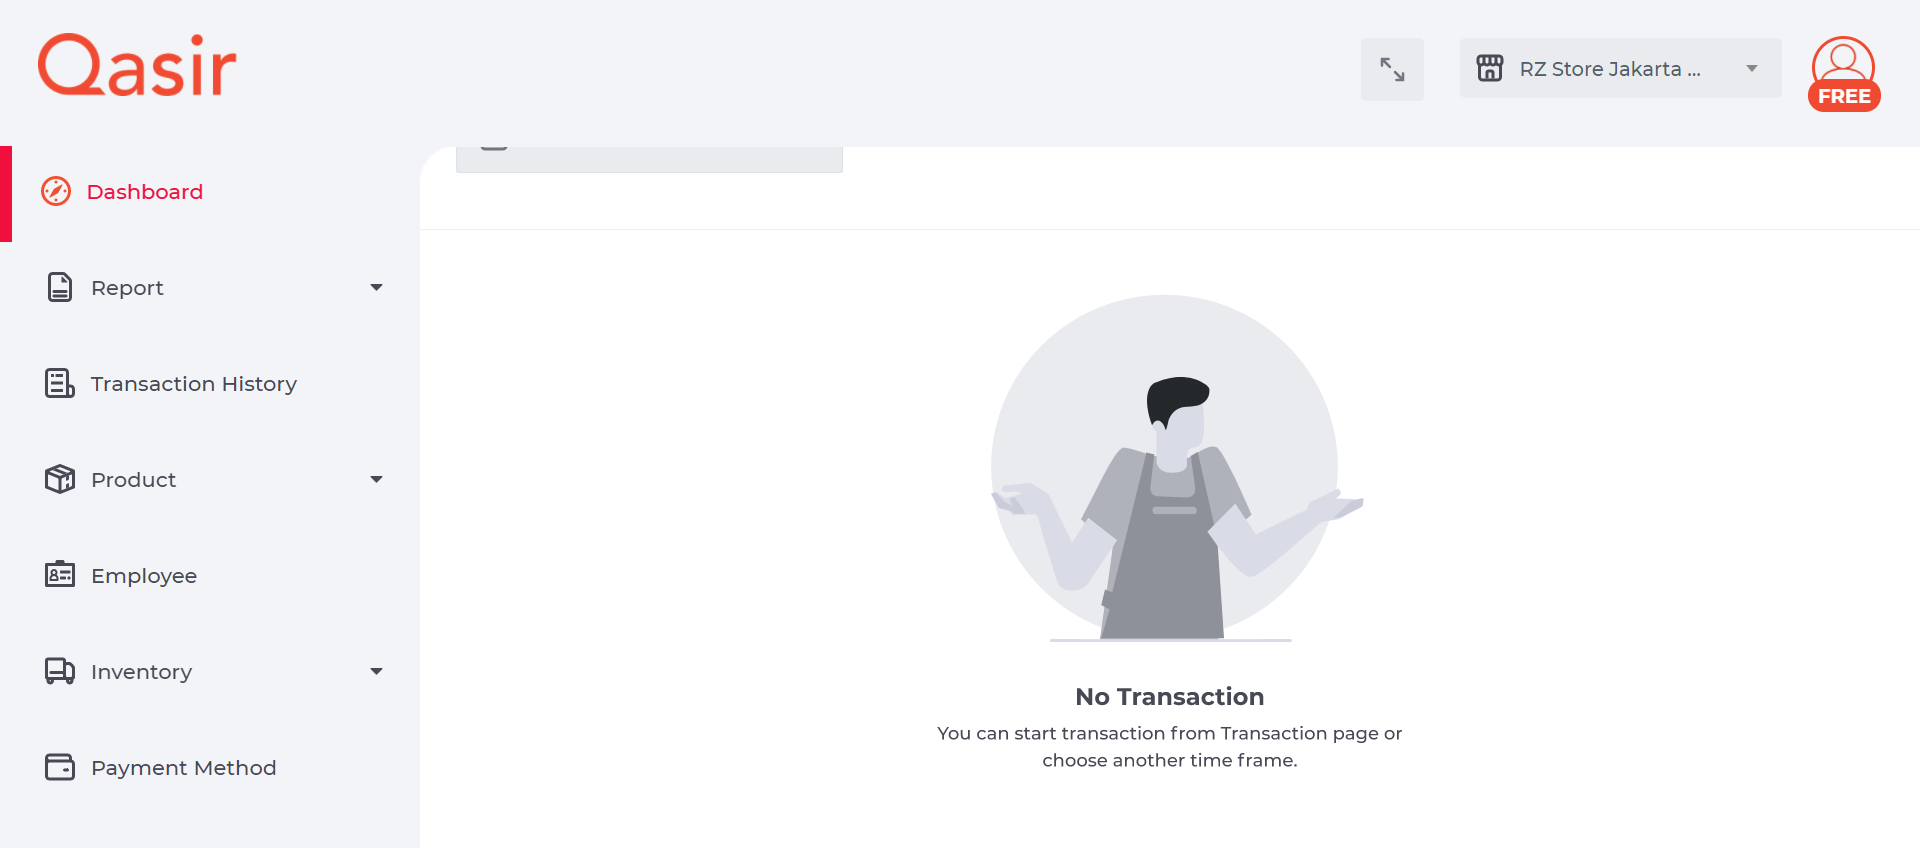 Qasir
RZ Store Jakarta ...
FREE
Dashboard
Report
Transaction History
Product
Employee
Inventory
Payment Method
No Transaction
You can start transaction from Transaction page or
choose another time frame.